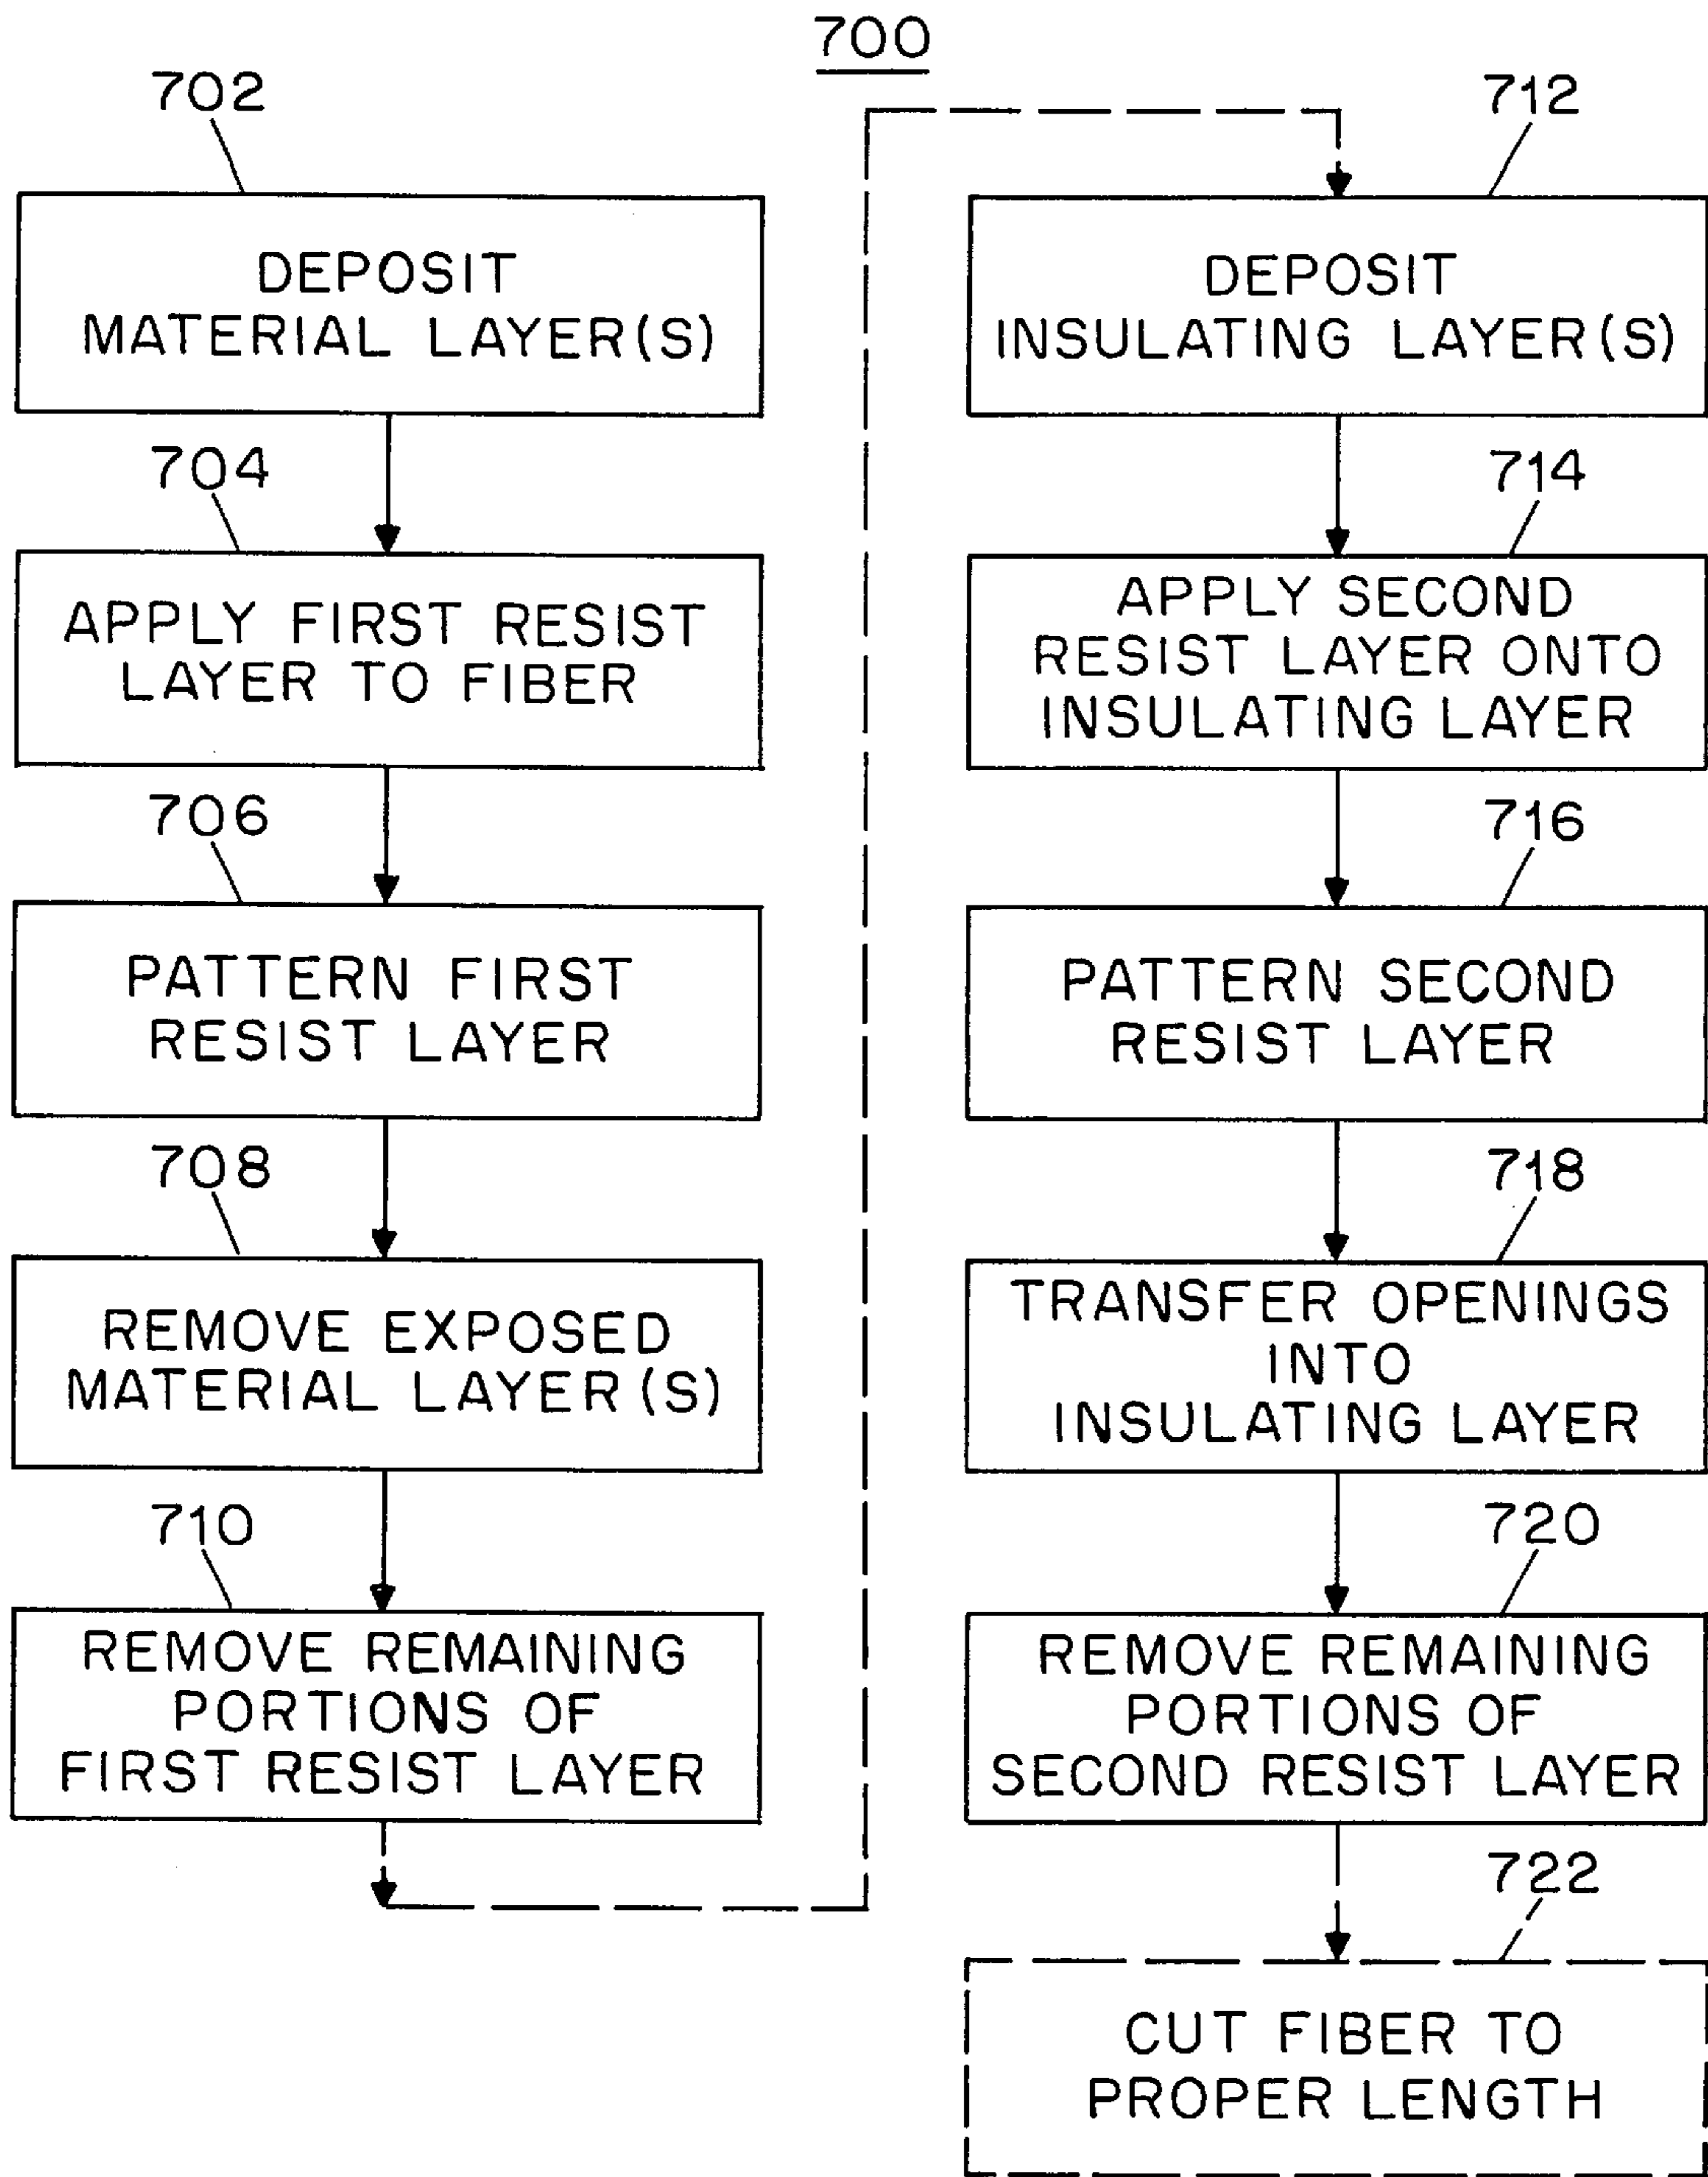 700
702
DEPOSIT
MATERIAL LAYER(S)
704
APPLY FIRST RESIST
LAYER TO FIBER
706
PATTERN FIRST
RESIST LAYER
708
REMOVE EXPOSED
MATERIAL LAYER(S)
710
REMOVE REMAINING
PORTIONS OF
FIRST RESIST LAYER
712
DEPOSIT
INSULATING LAYER(S)
714
APPLY SECOND
RESIST LAYER ONTO
INSULATING LAYER
716
PATTERN SECOND
RESIST LAYER
718
TRANSFER OPENINGS
INTO
INSULATING LAYER
720
REMOVE REMAINING
PORTIONS OF
SECOND RESIST LAYER
722
CUT FIBER TO
PROPER LENGTH